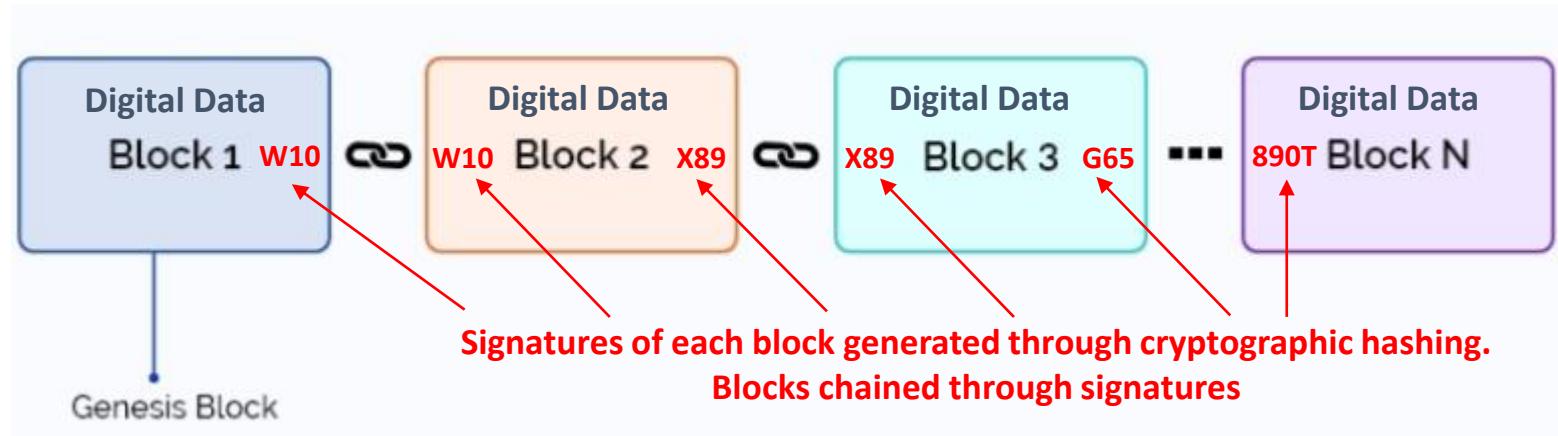 Digital Data Digital Data Digital Data Digital Data
Block 1 W10 W10 Block 2 X89 X89 Block 3 G65 890T Block N
Signatures of each block generated through cryptographic hashing.
Blocks chained through signatures
Genesis Block